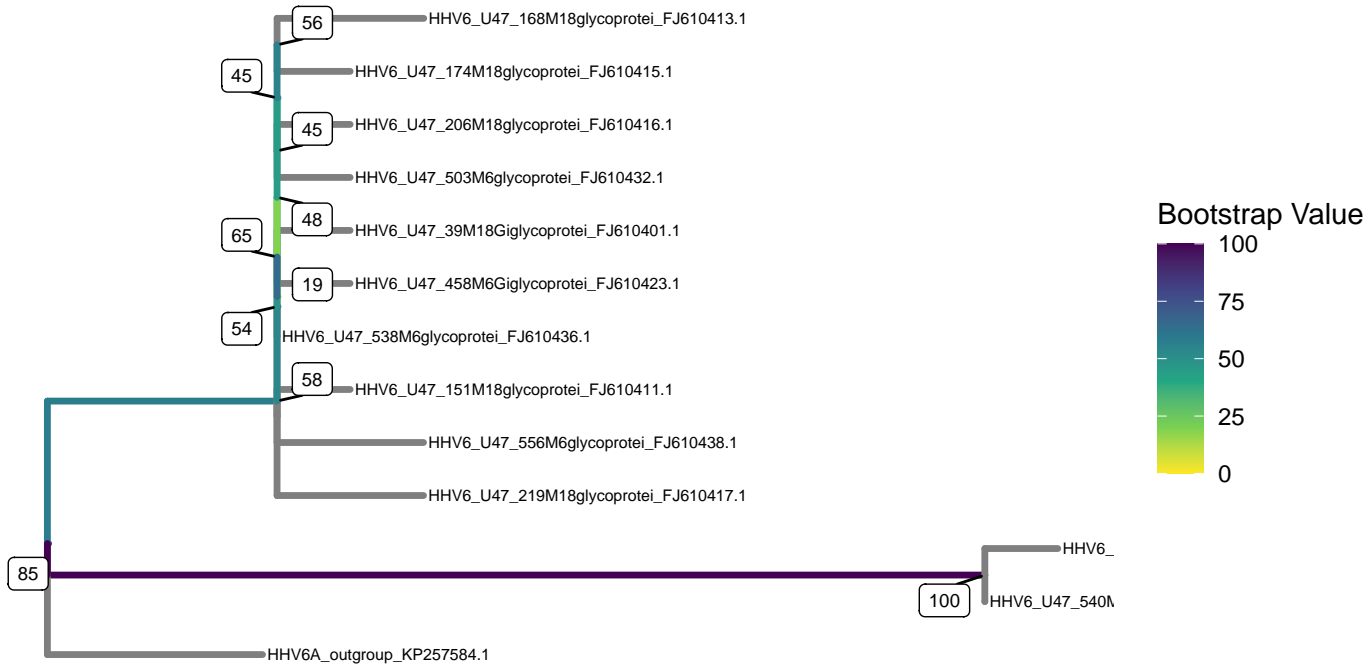 56
HHV6_U47_168M18glycoprotei_FJ610413.1
45
HHV6_U47_174M18glycoprotei_FJ610415.1
45
HHV6_U47_206M18glycoprotei_FJ610416.1
HHV6_U47_503M6glycoprotei_FJ610432.1
48
65
HHV6_U47_39M18Giglycoprotei_FJ610401.1
19
HHV6_U47_458M6Giglycoprotei_FJ610423.1
54
HHV6_U47_538M6glycoprotei_FJ610436.1
58
HHV6_U47_151M18glycoprotei_FJ610411.1
HHV6_U47_556M6glycoprotei_FJ610438.1
HHV6_U47_219M18glycoprotei_FJ610417.1
HHV6_
85
100
HHV6_U47_540M
HHV6A_outgroup_KP257584.1
Bootstrap Value
100
75
50
25
0